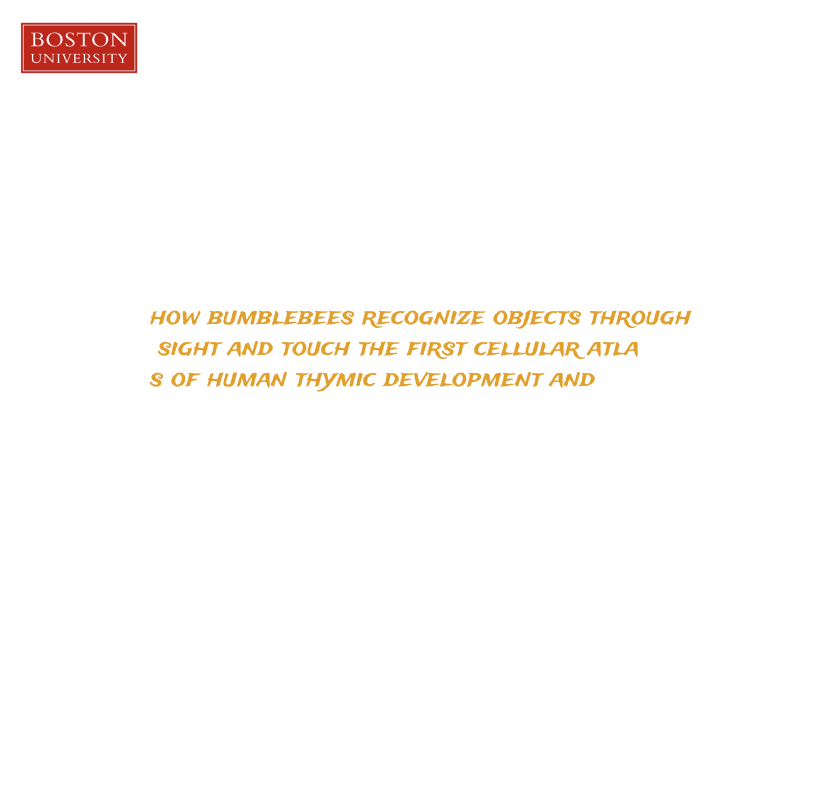 BOSTON
UNIVERSITY
HOW BUMBLEBEES RECOGNIZE OBJECTS THROUGH
SIGHT AND TOUCH THE FIRST CELLULAR ATLA
S OF HUMAN THYMIC DEVELOPMENT AND